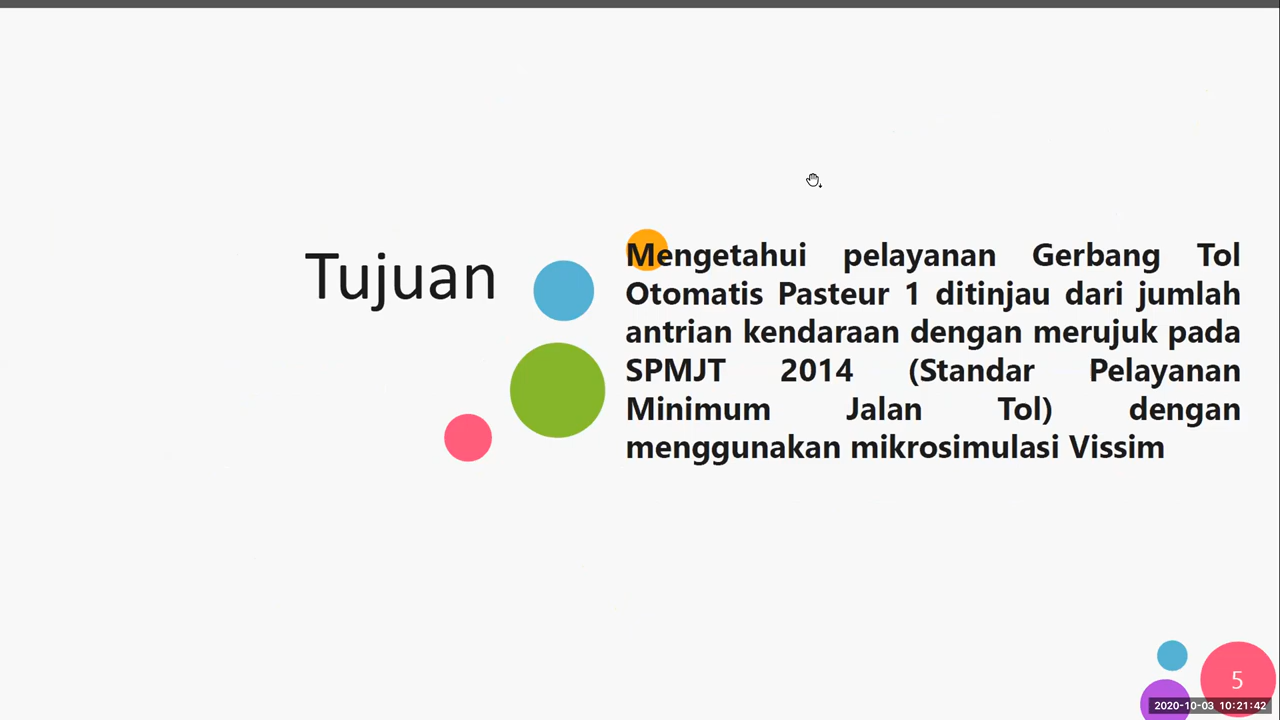 Tujuan
Mengetahui pelayanan Gerbang Tol
Otomatis Pasteur 1 ditinjau dari jumlah
antrian kendaraan dengan merujuk pada
SPMJT 2014 (Standar Pelayanan
Minimum Jalan Tol) dengan
menggunakan mikrosimulasi Vissim
5
2020-10-03 10:21:42